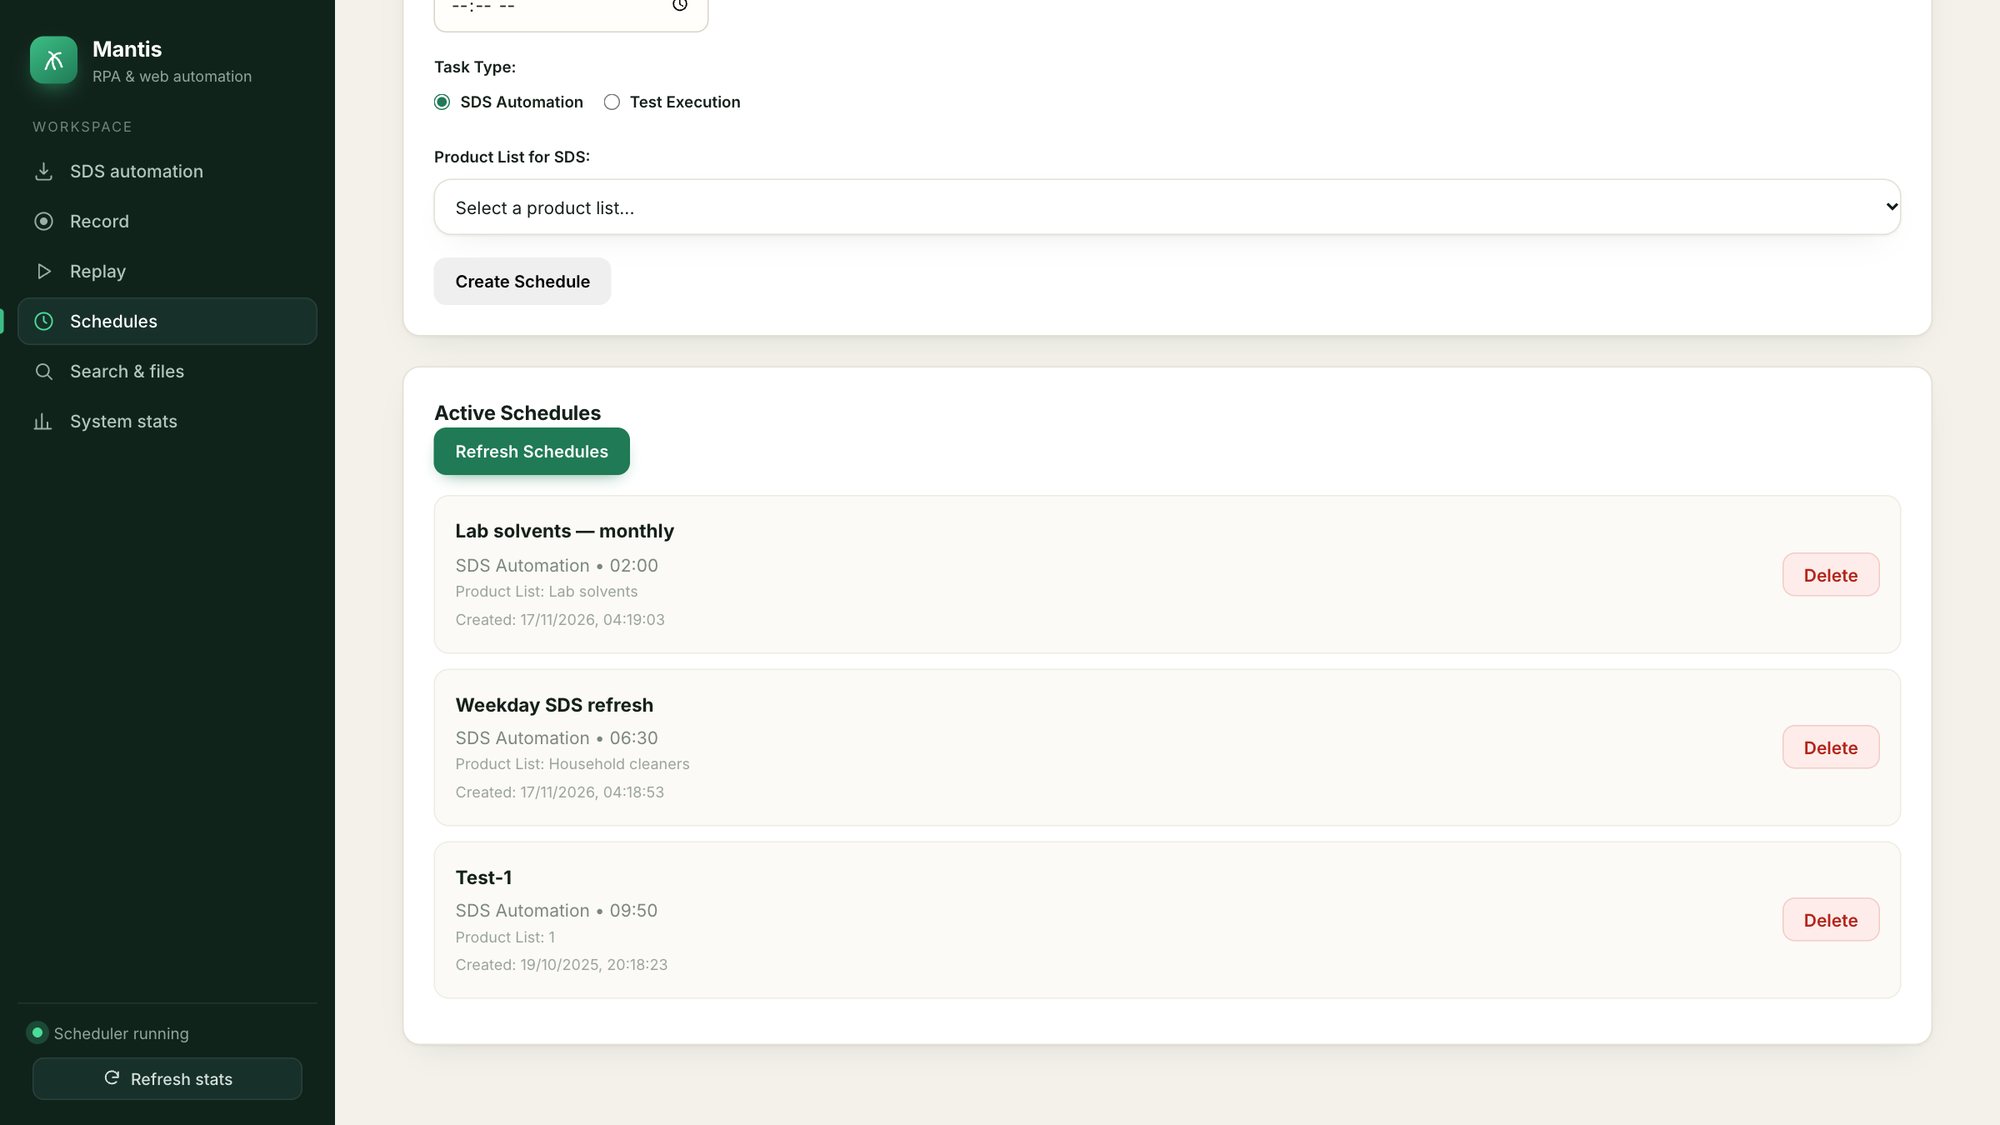 Mantis
RPA & web automation
WORKSPACE
SDS automation
Record
Replay
Schedules
Search & files
System stats
Scheduler running
Refresh stats
--:-- --
Task Type:
SDS Automation
Test Execution
Product List for SDS:
Select a product list...
Create Schedule
Active Schedules
Refresh Schedules
Lab solvents — monthly
SDS Automation • 02:00
Product List: Lab solvents
Created: 17/11/2026, 04:19:03
Delete
Weekday SDS refresh
SDS Automation • 06:30
Product List: Household cleaners
Created: 17/11/2026, 04:18:53
Delete
Test-1
SDS Automation • 09:50
Product List: 1
Created: 19/10/2025, 20:18:23
Delete